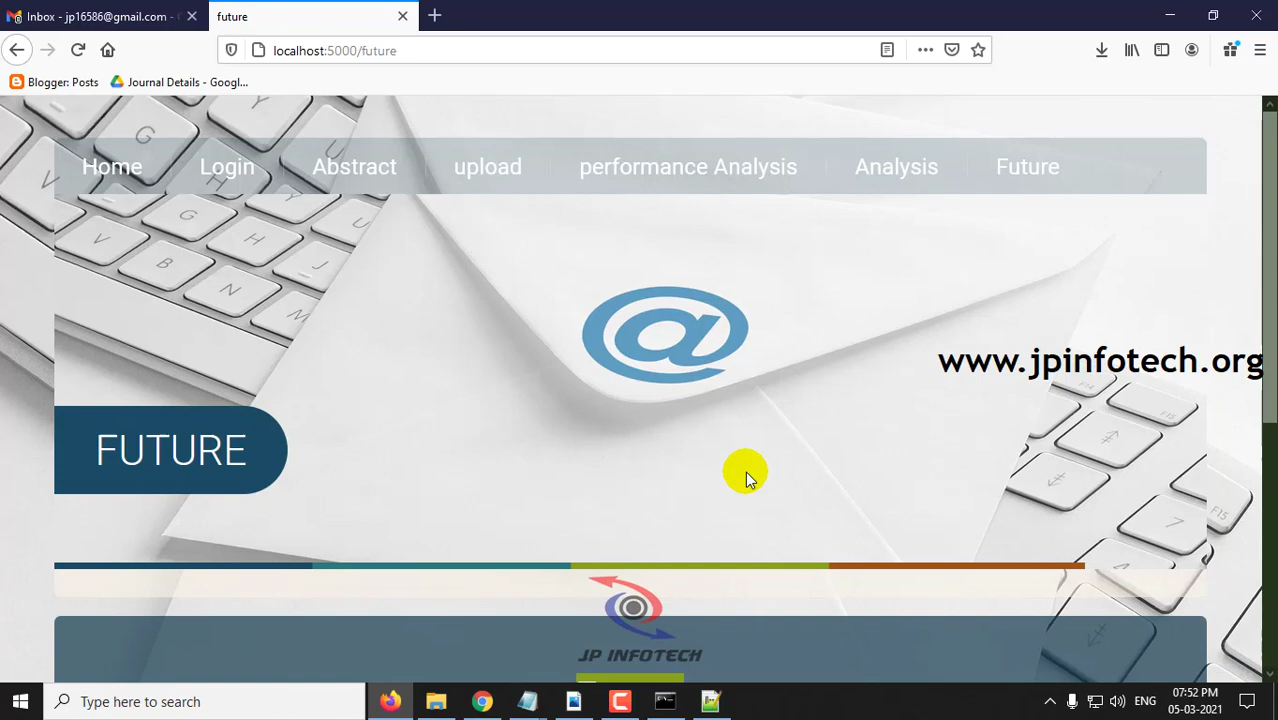 Inbox - jp16586@gmail.com -
future
localhost:5000/future
Blogger: Posts
Journal Details - Googl...
Home
Login
Abstract
upload
performance Analysis
Analysis
Future
@
www.jpinfotech.org
FUTURE
JP INFOTECH
Type here to search
ENG
07:52 PM
05-03-2021